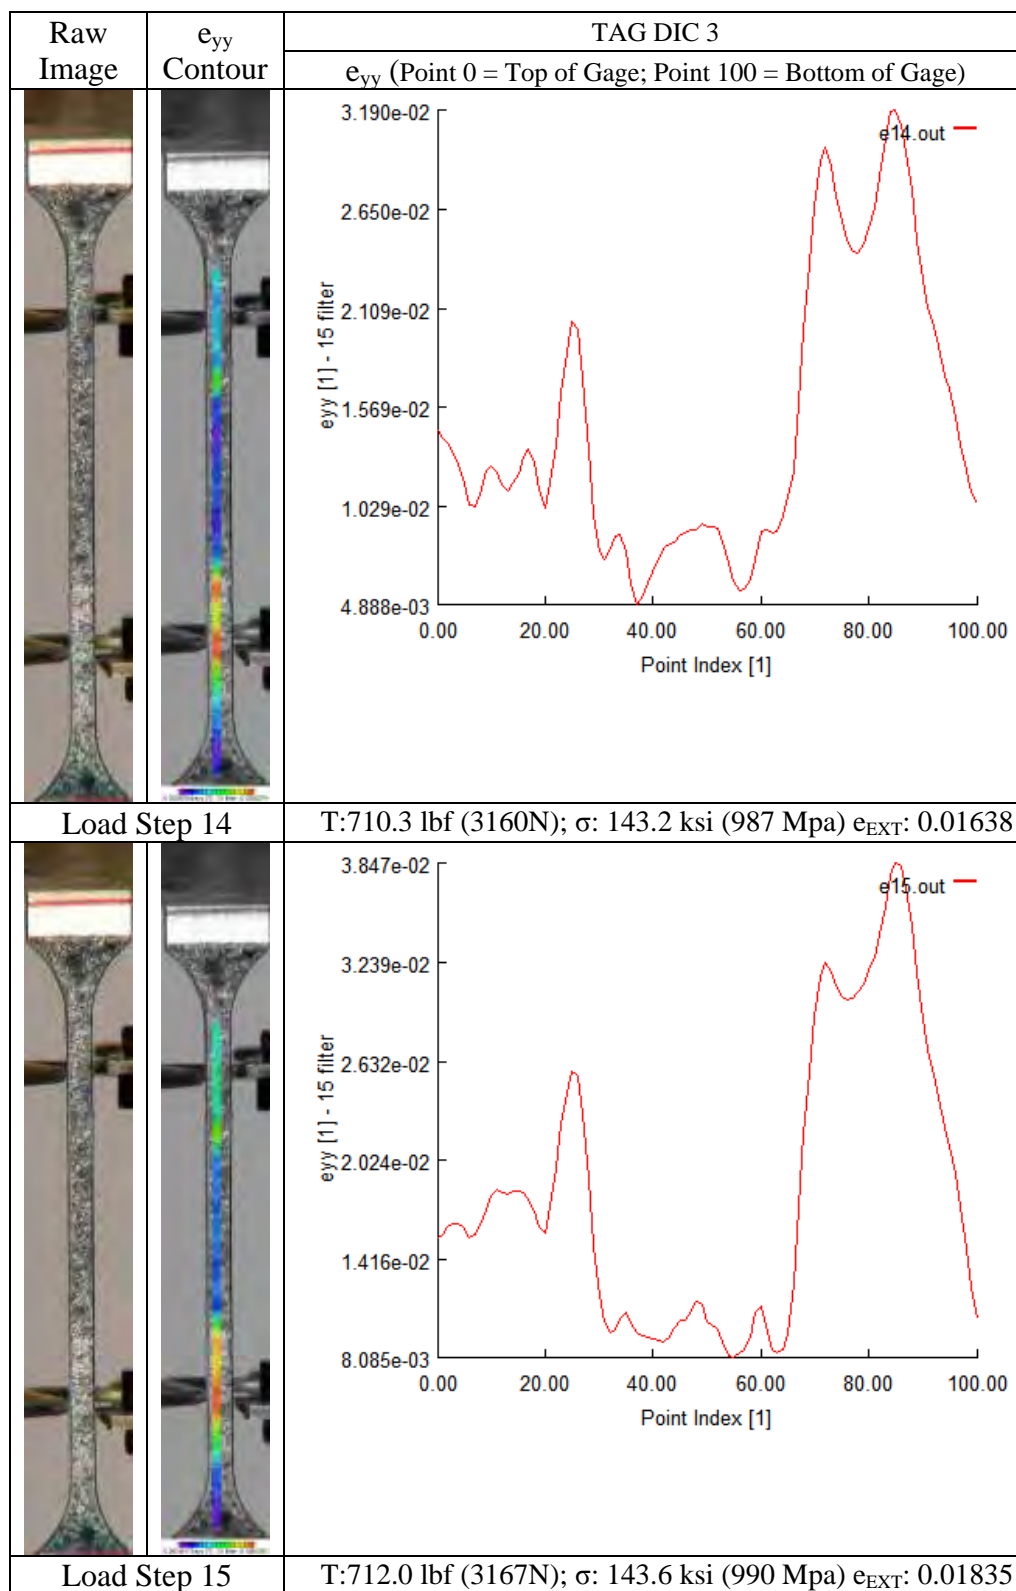 Raw Image
e_yy Contour
TAG DIC 3
e_yy (Point 0 = Top of Gage; Point 100 = Bottom of Gage)
3.190e-02
e14.out
2.650e-02
2.109e-02
1.569e-02
1.029e-02
4.888e-03
eyy [1] - 15 filter
0.00 20.00 40.00 60.00 80.00 100.00
Point Index [1]
Load Step 14
T:710.3 lbf (3160N); σ: 143.2 ksi (987 Mpa) e_EXT: 0.01638
3.847e-02
e15.out
3.239e-02
2.632e-02
2.024e-02
1.416e-02
8.085e-03
eyy [1] - 15 filter
0.00 20.00 40.00 60.00 80.00 100.00
Point Index [1]
Load Step 15
T:712.0 lbf (3167N); σ: 143.6 ksi (990 Mpa) e_EXT: 0.01835